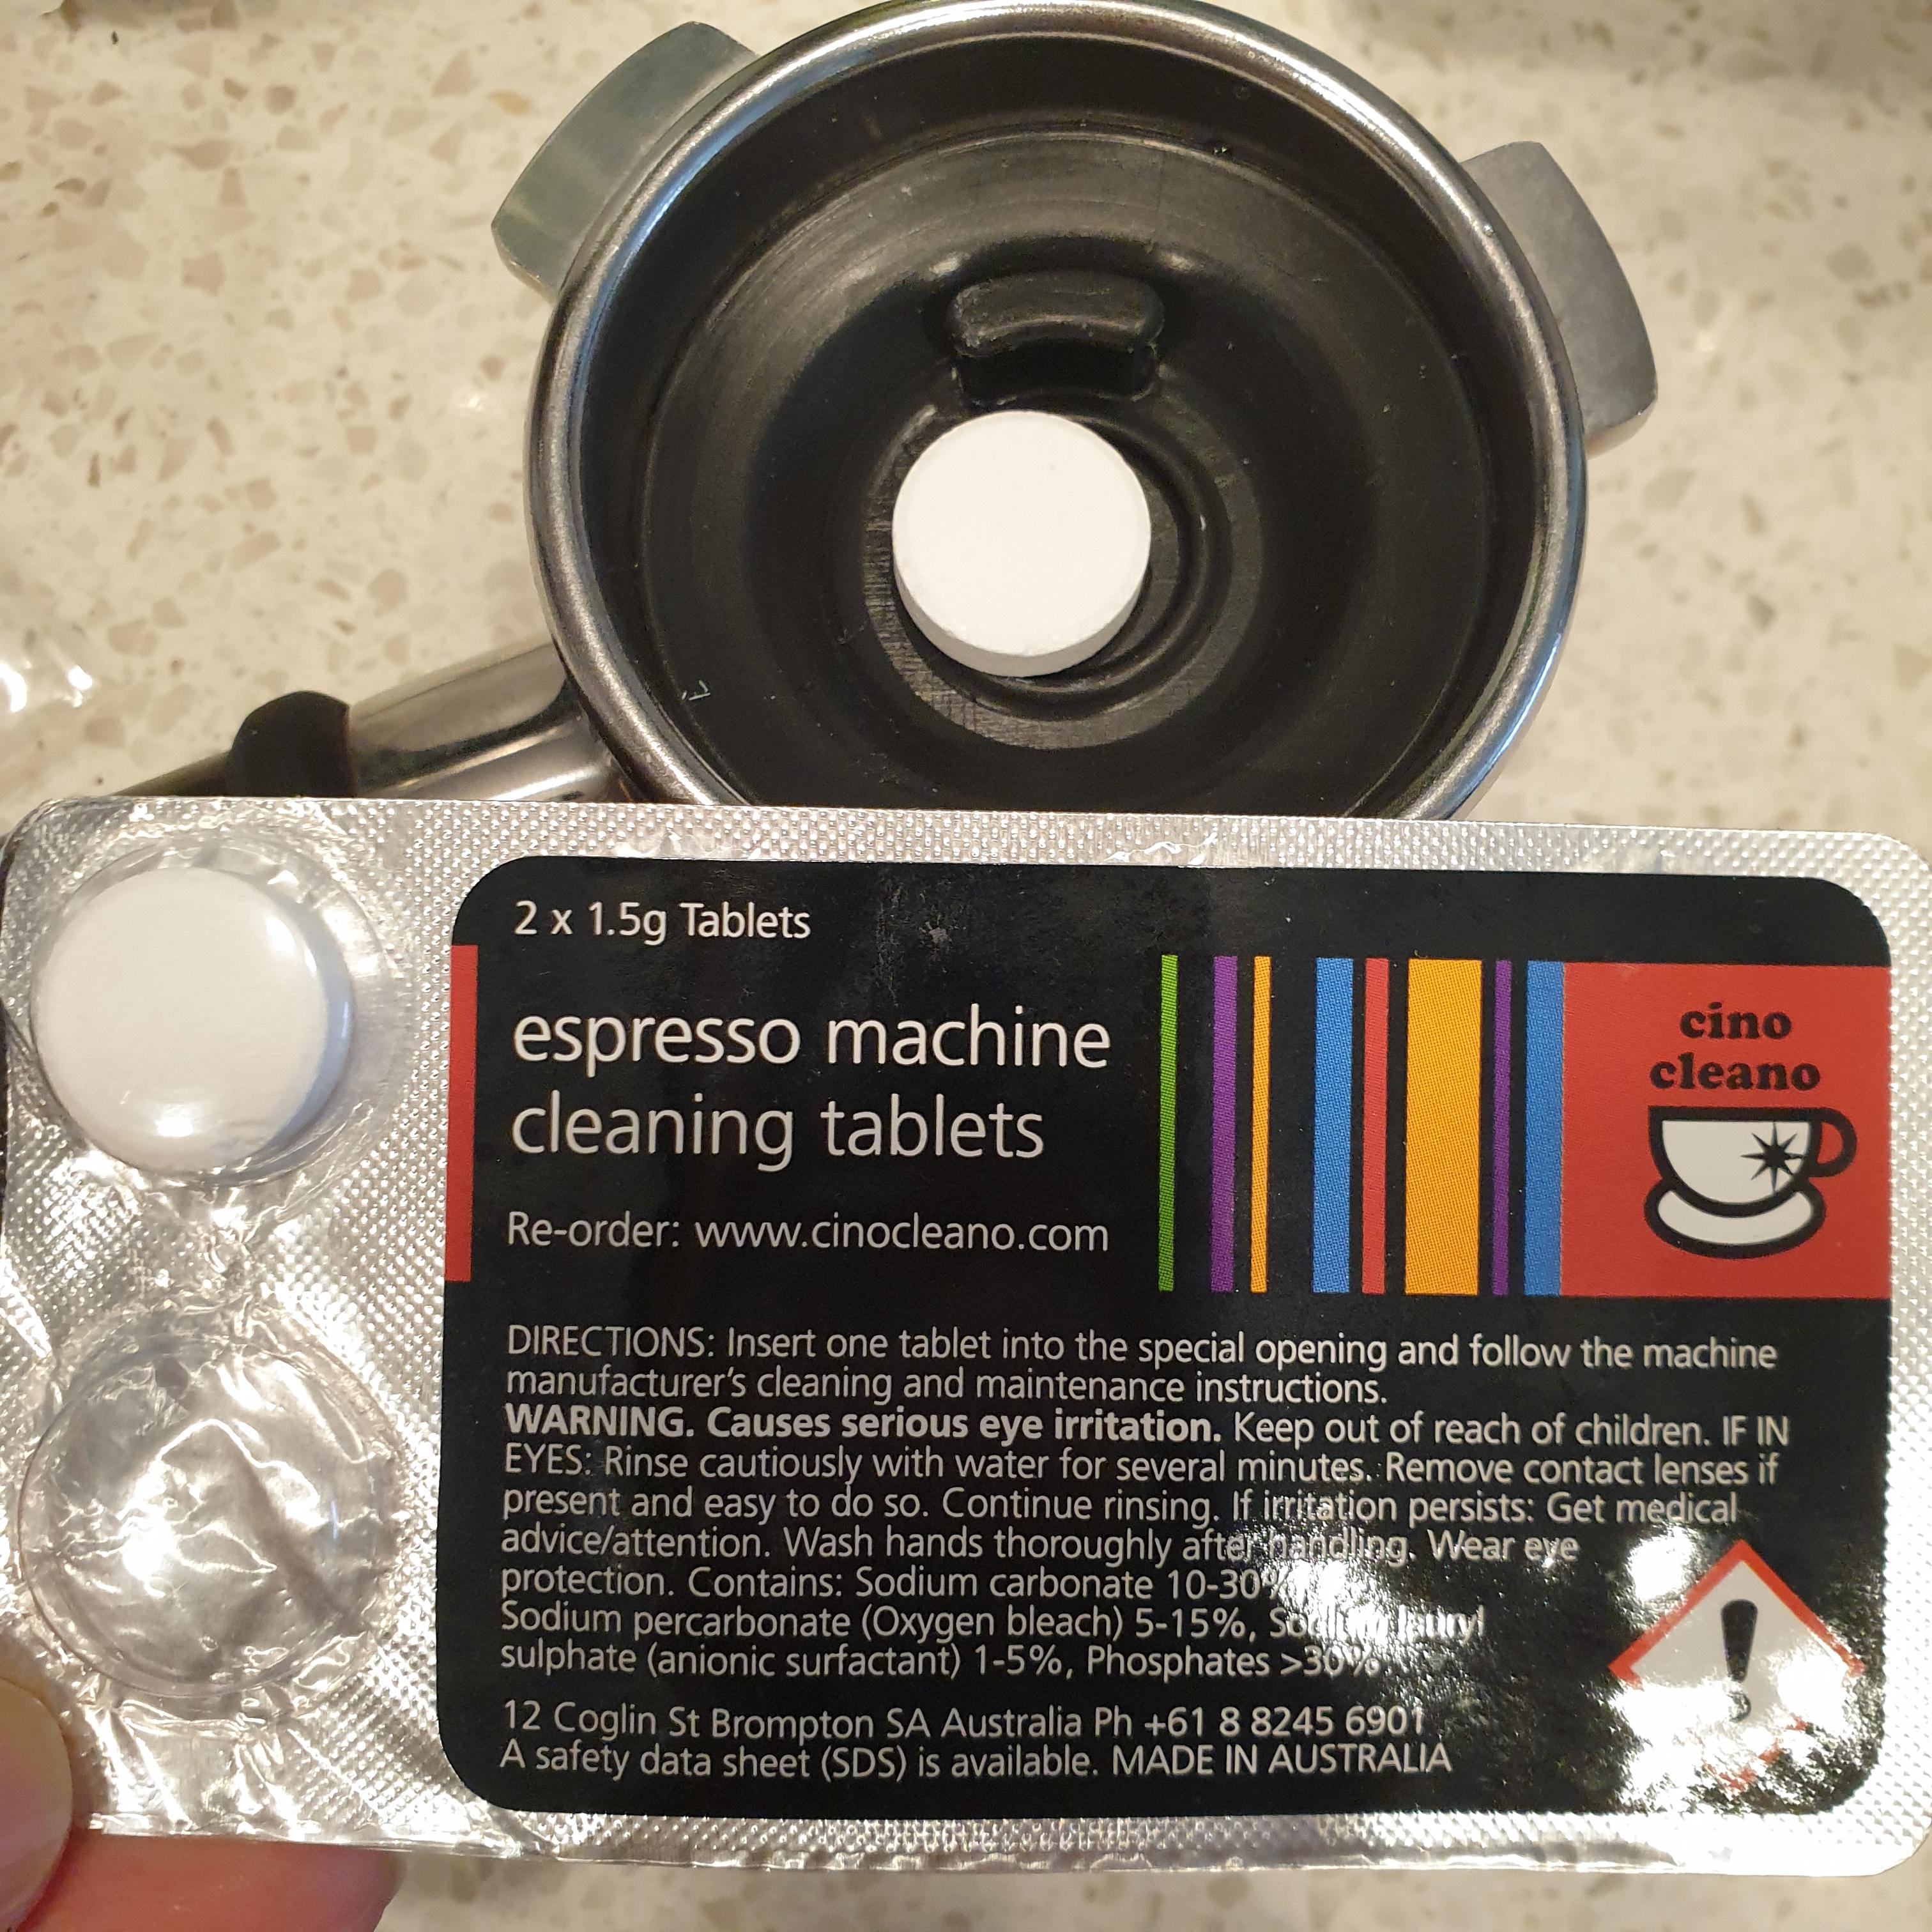 2 x 1.5g Tablets
espresso machine
cleaning tablets
Re-order: www.cinocleano.com
cino
cleano
DIRECTIONS: Insert one tablet into the special opening and follow the machine
manufacturer's cleaning and maintenance instructions.
WARNING. Causes serious eye irritation. Keep out of reach of children. IF IN
EYES: Rinse cautiously with water for several minutes. Remove contact lenses if
present and easy to do so. Continue rinsing. If irritation persists: Get medical
advice/attention. Wash hands thoroughly after handling. Wear eye
protection. Contains: Sodium carbonate 10-30%
Sodium percarbonate (Oxygen bleach) 5-15%, Sodium lauryl
sulphate (anionic surfactant) 1-5%, Phosphates >30%
12 Coglin St Brompton SA Australia Ph +61 8 8245 6901
A safety data sheet (SDS) is available. MADE IN AUSTRALIA